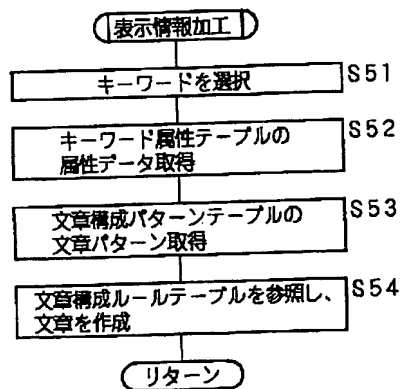 表示情報加工
キーワードを選択
S51
キーワード属性テーブルの
属性データ取得
S52
文章構成パターンテーブルの
文章パターン取得
S53
文章構成ルールテーブルを参照し、
文章を作成
S54
リターン